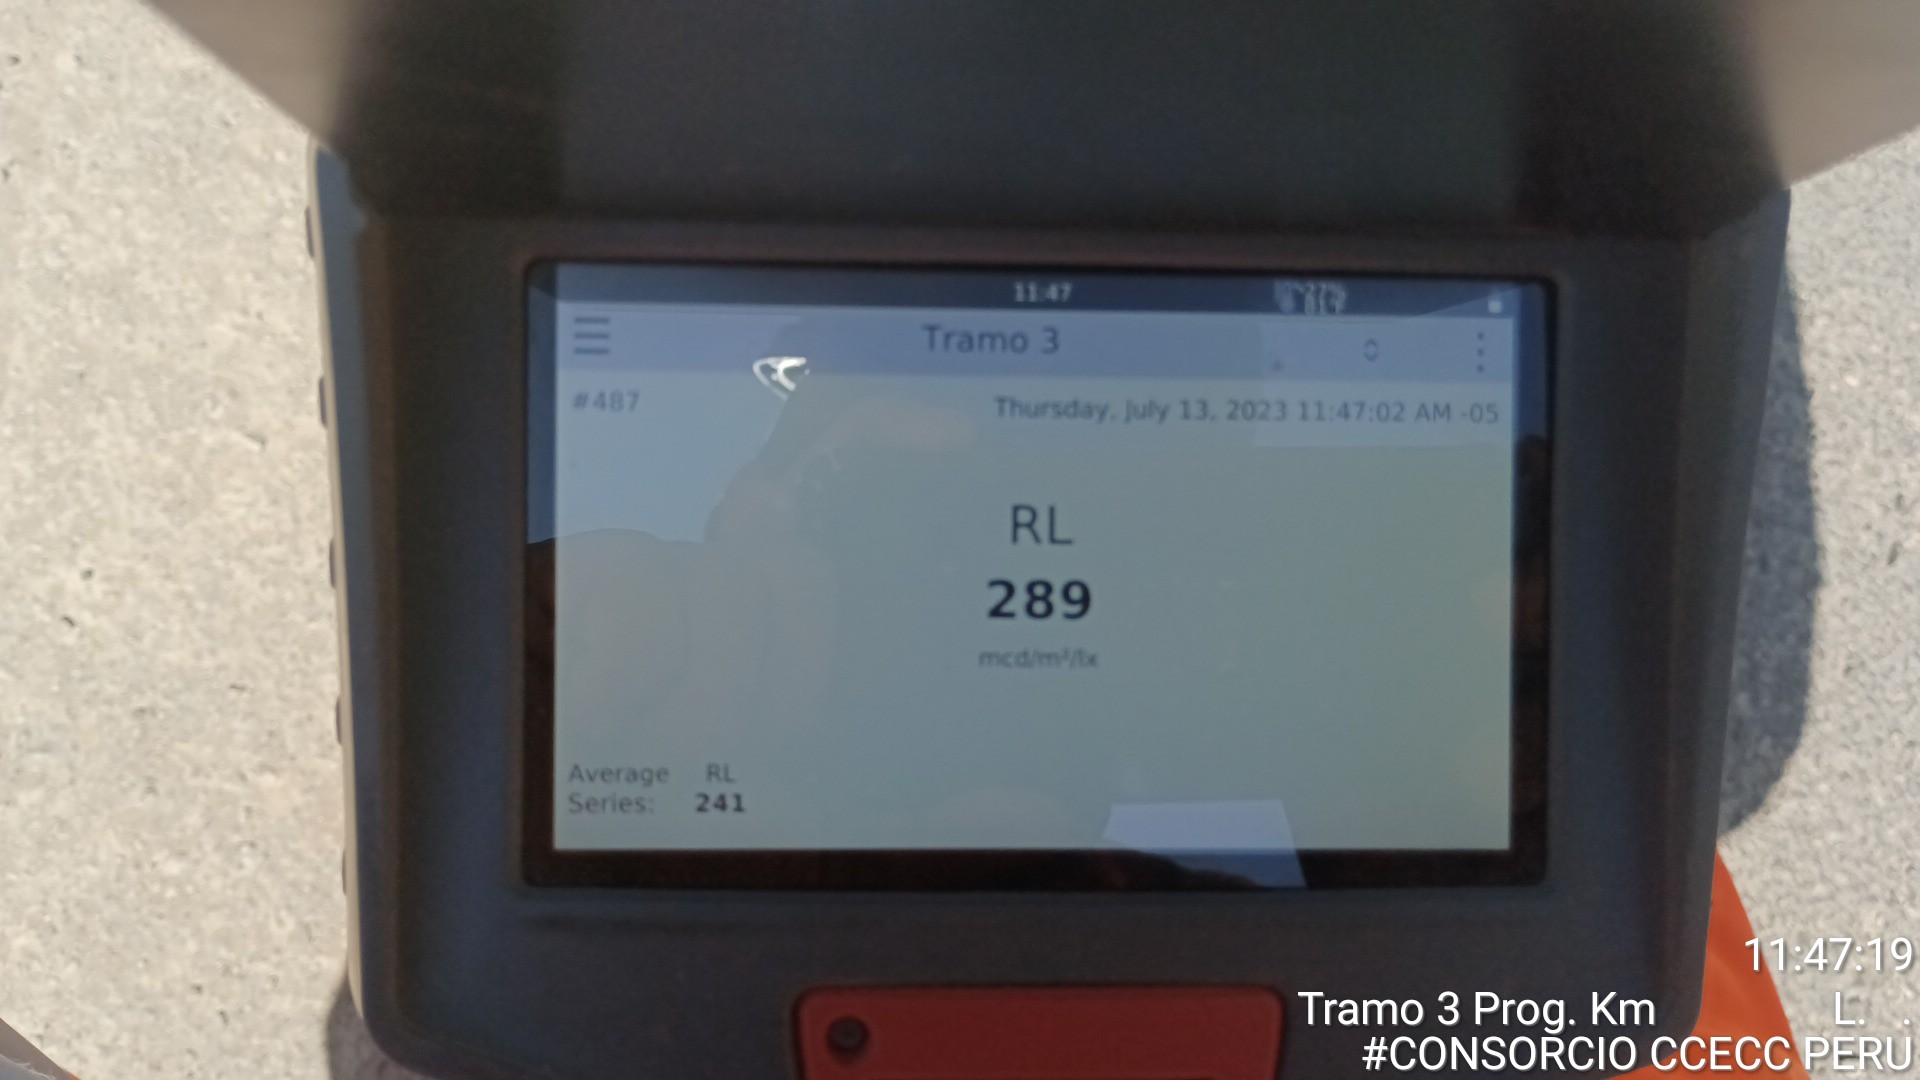 11:47
Tramo 3
#487
Thursday, July 13, 2023 11:47:02 AM -05
RL
289
mcd/m²/lx
Average RL
Series: 241
11:47:19
Tramo 3 Prog. Km L. .
#CONSORCIO CCECC PERU